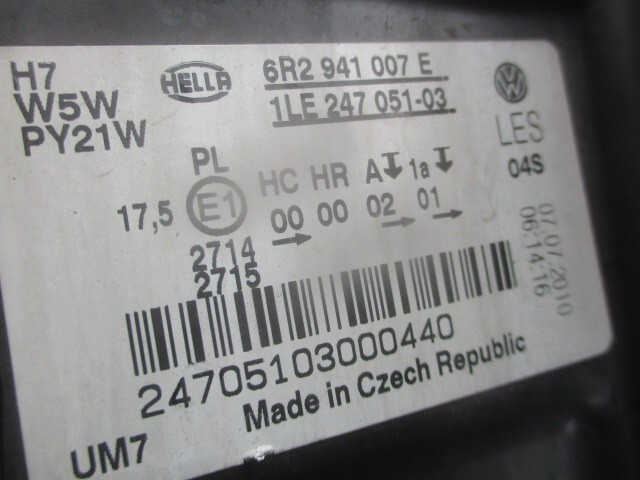 H7
W5W
PY21W
HELLA
6R2 941 007 E
1LE 247 051-03
LES
04S
PL
17,5 E1
HC HR A 1a
00 00 02 01
2714
2715
07.07.2010
06:14:16
24705103000440
Made in Czech Republic
UM7